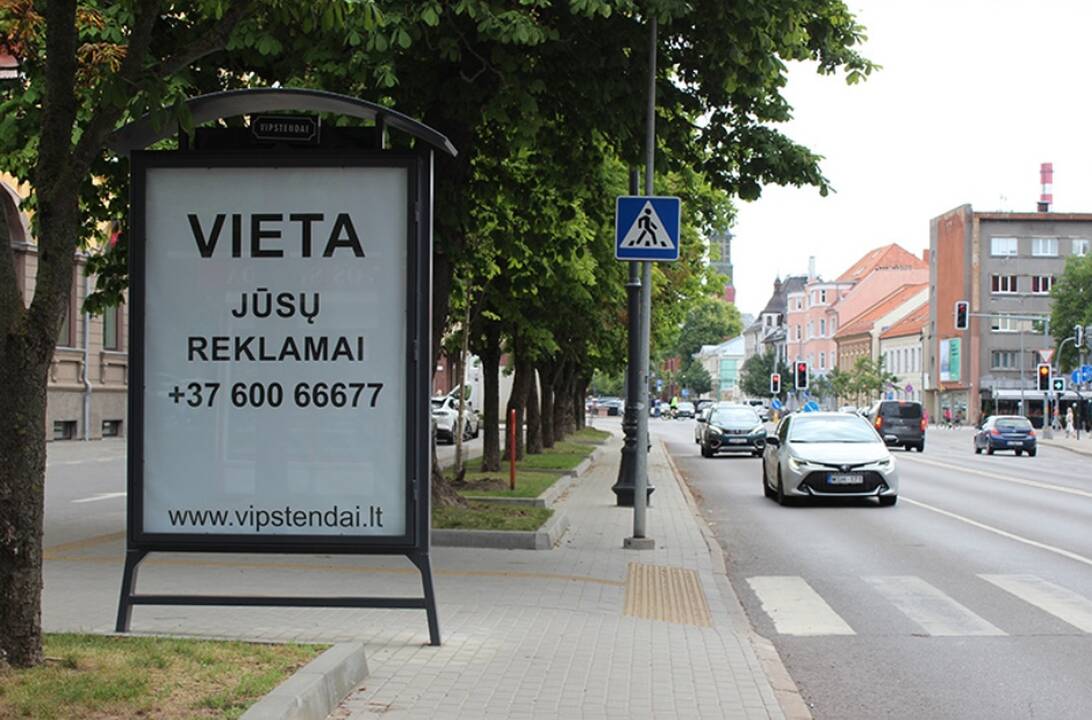 VIPSTENDAI
VIETA
JŪSŲ
REKLAMAI
+37 600 66677
www.vipstendai.lt